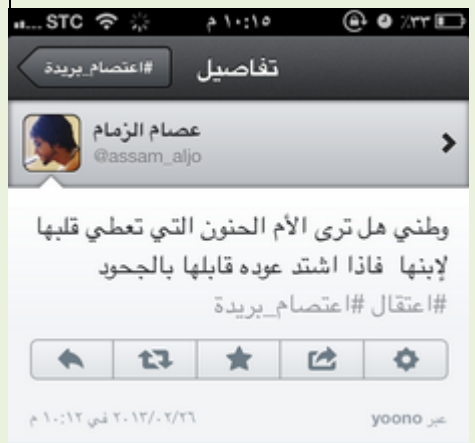 STC ١٠:١٥ م ٪٣٣
#اعتصام_بريدة تفاصيل
عصام الزمام
@assam_aljo
وطني هل ترى الأم الحنون التي تعطي قلبها
لإبنها فاذا اشتد عوده قابلها بالجحود
#اعتقال #اعتصام_بريدة
عبر yoono ٢٠١٣/٠٢/٢٦ في ١٠:١٢ م